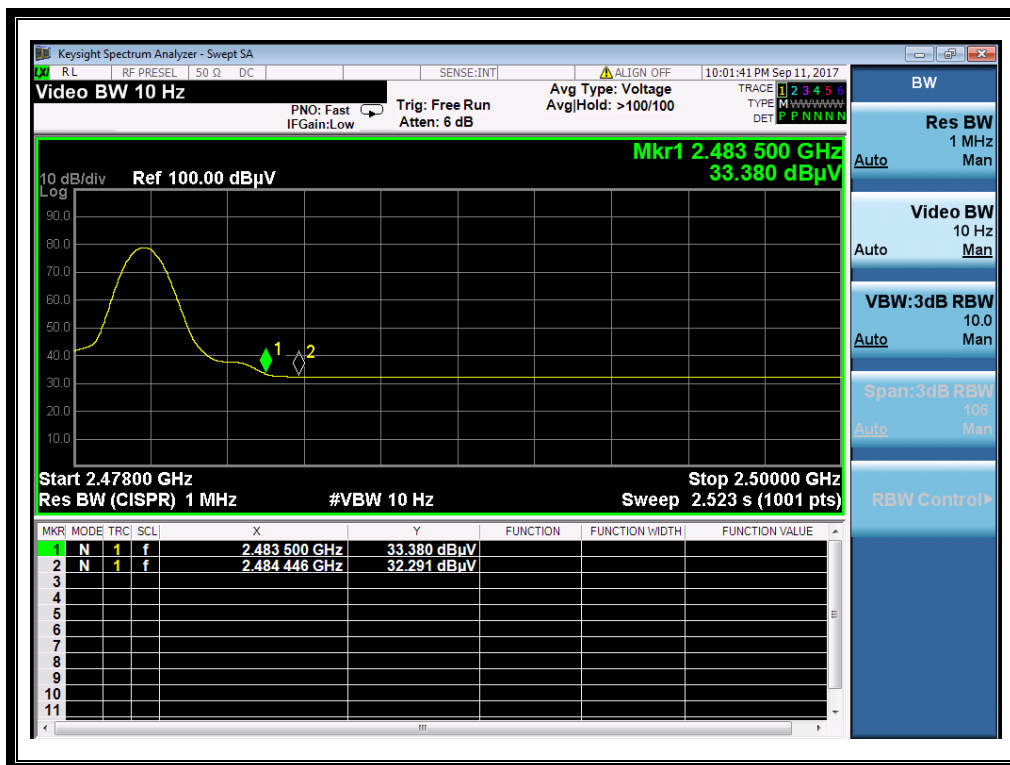 Keysight Spectrum Analyzer - Swept SA
LXI RL RF PRESEL 50 Ω DC SENSE:INT ALIGN OFF 10:01:41 PM Sep 11, 2017
Video BW 10 Hz
PNO: Fast
IFGain:Low
Trig: Free Run
Atten: 6 dB
Avg Type: Voltage
Avg|Hold: >100/100
TRACE 1 2 3 4 5 6
TYPE M WWWWW
DET P P N N N N
Mkr1 2.483 500 GHz
33.380 dBµV
10 dB/div Ref 100.00 dBµV
Log
90.0
80.0
70.0
60.0
50.0
40.0
30.0
20.0
10.0
1
2
Start 2.47800 GHz
Stop 2.50000 GHz
Res BW (CISPR) 1 MHz #VBW 10 Hz Sweep 2.523 s (1001 pts)
MKR MODE TRC SCL X Y FUNCTION FUNCTION WIDTH FUNCTION VALUE
1 N 1 f 2.483 500 GHz 33.380 dBµV
2 N 1 f 2.484 446 GHz 32.291 dBµV
3
4
5
6
7
8
9
10
11
BW
Res BW
1 MHz
Auto Man
Video BW
10 Hz
Auto Man
VBW:3dB RBW
10.0
Auto Man
Span:3dB RBW
106
Auto Man
RBW Control